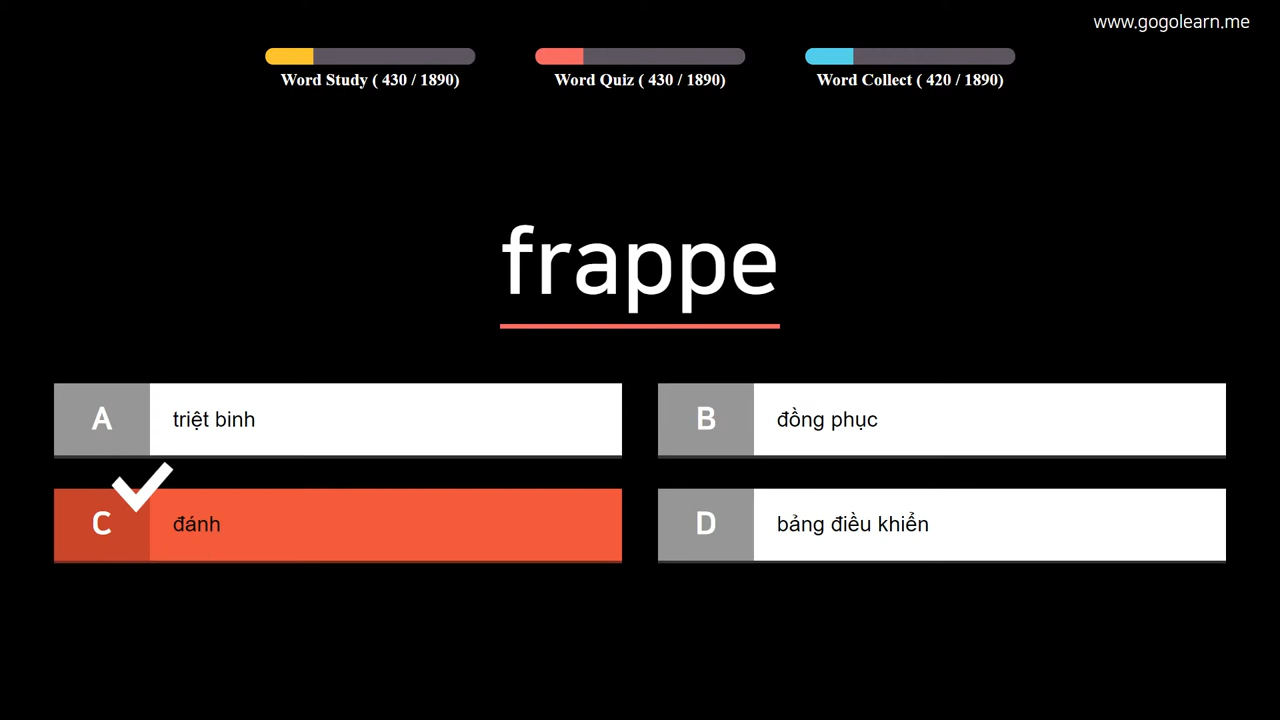 www.gogolearn.me
Word Study ( 430 / 1890)
Word Quiz ( 430 / 1890)
Word Collect ( 420 / 1890)
frappe
A triệt binh
B đồng phục
C đánh
D bảng điều khiển